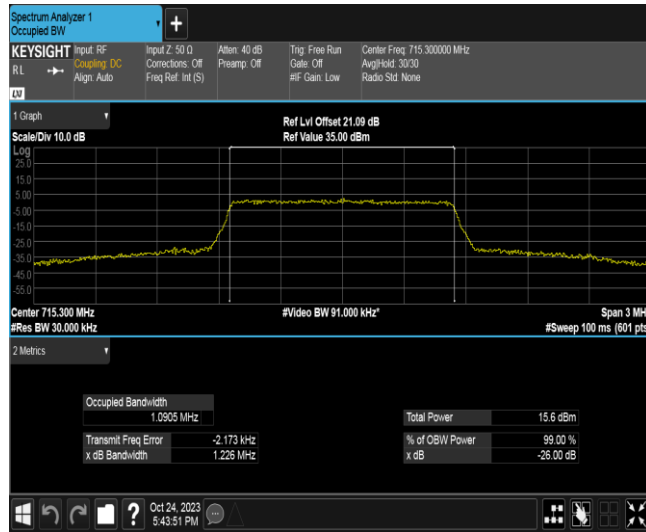 Spectrum Analyzer 1
Occupied BW
+
KEYSIGHT
RL
LXI
Input: RF
Coupling: DC
Align: Auto
Input Z: 50 Ω
Corrections: Off
Freq Ref: Int (S)
Atten: 40 dB
Preamp: Off
Trig: Free Run
Gate: Off
#IF Gain: Low
Center Freq: 715.300000 MHz
Avg|Hold: 30/30
Radio Std: None
1 Graph
Scale/Div 10.0 dB
Ref Lvl Offset 21.09 dB
Ref Value 35.00 dBm
Log
25.0
15.0
5.00
-5.00
-15.0
-25.0
-35.0
-45.0
-55.0
Center 715.300 MHz
#Res BW 30.000 kHz
#Video BW 91.000 kHz*
Span 3 MH
#Sweep 100 ms (601 pts
2 Metrics
Occupied Bandwidth
1.0905 MHz
Transmit Freq Error -2.173 kHz
x dB Bandwidth 1.226 MHz
Total Power 15.6 dBm
% of OBW Power 99.00 %
x dB -26.00 dB
?
Oct 24, 2023
5:43:51 PM